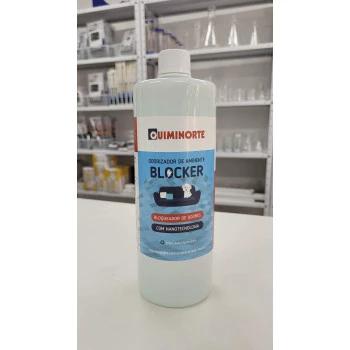 QUIMINORTE
ODORIZADOR DE AMBIENTE
BLOCKER
BLOQUEADOR DE ODORES
COM NANOTECNOLOGIA